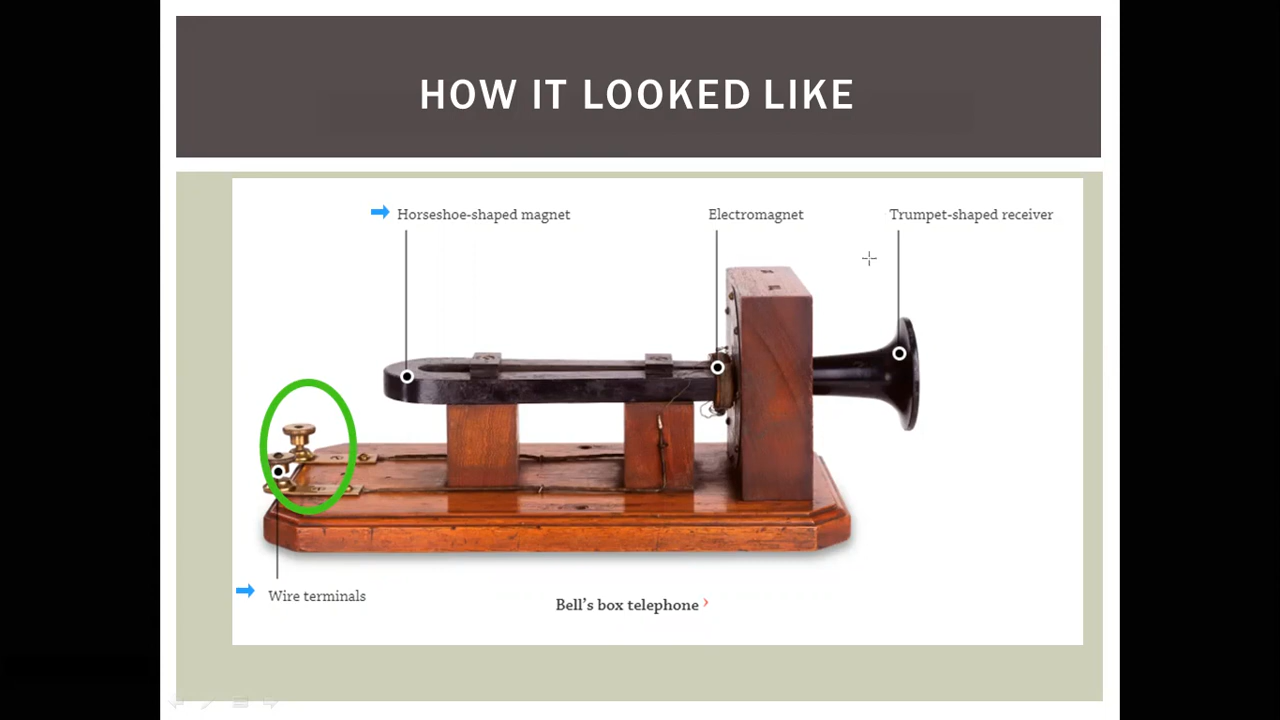 HOW IT LOOKED LIKE
Horseshoe-shaped magnet
Electromagnet
Trumpet-shaped receiver
Wire terminals
Bell’s box telephone ›